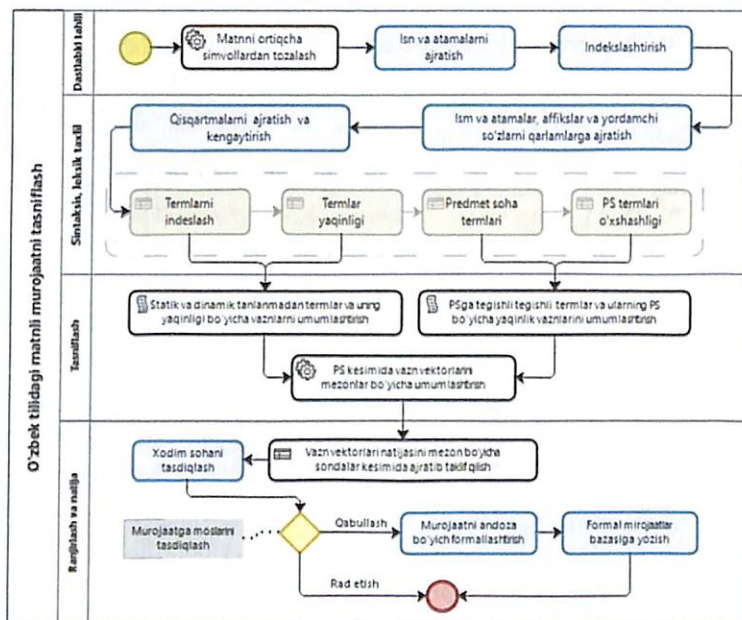 O'zbek tilidagi matnli murojaatni tasniflash
Dastlabki tahlil
Matnni ortiqcha
simvollardan tozalash
Isn va atamalarni
ajratish
Indekslashtirish
Sintaksis, leksik taxlil
Qisqartmalarni ajratish va
kengaytirish
Ism va atamalar, affikslar va yordamchi
so'zlarni qarlamlarga ajratish
Termlarni
indeslash
Termlar
yaqinligi
Predmet soha
termlari
PS termlari
o'xshashligi
Tasniflash
Statik va dinamik tanlanmadan termlar va uning
yaqinligi bo'yicha vaznlarni umumlashtirish
PSga tegishli tegishli termlar va ularning PS
bo'yicha yaqinlik vaznlarini umumlashtirish
PS kesimida vazn vektorlarini
mezonlar bo'yicha umumlashtirish
Ranjirlash va natija
Xodim sohani
tasdiqlash
Vazn vektorlari natijasini mezon bo'yicha
sondalar kesimida ajratib taklif qilish
Murojaatga moslarini
tasdiqlash
Qabullash
Murojaatni andoza
bo'yich formallashtirish
Formal mirojaatlar
bazasiga yozish
Rad etish